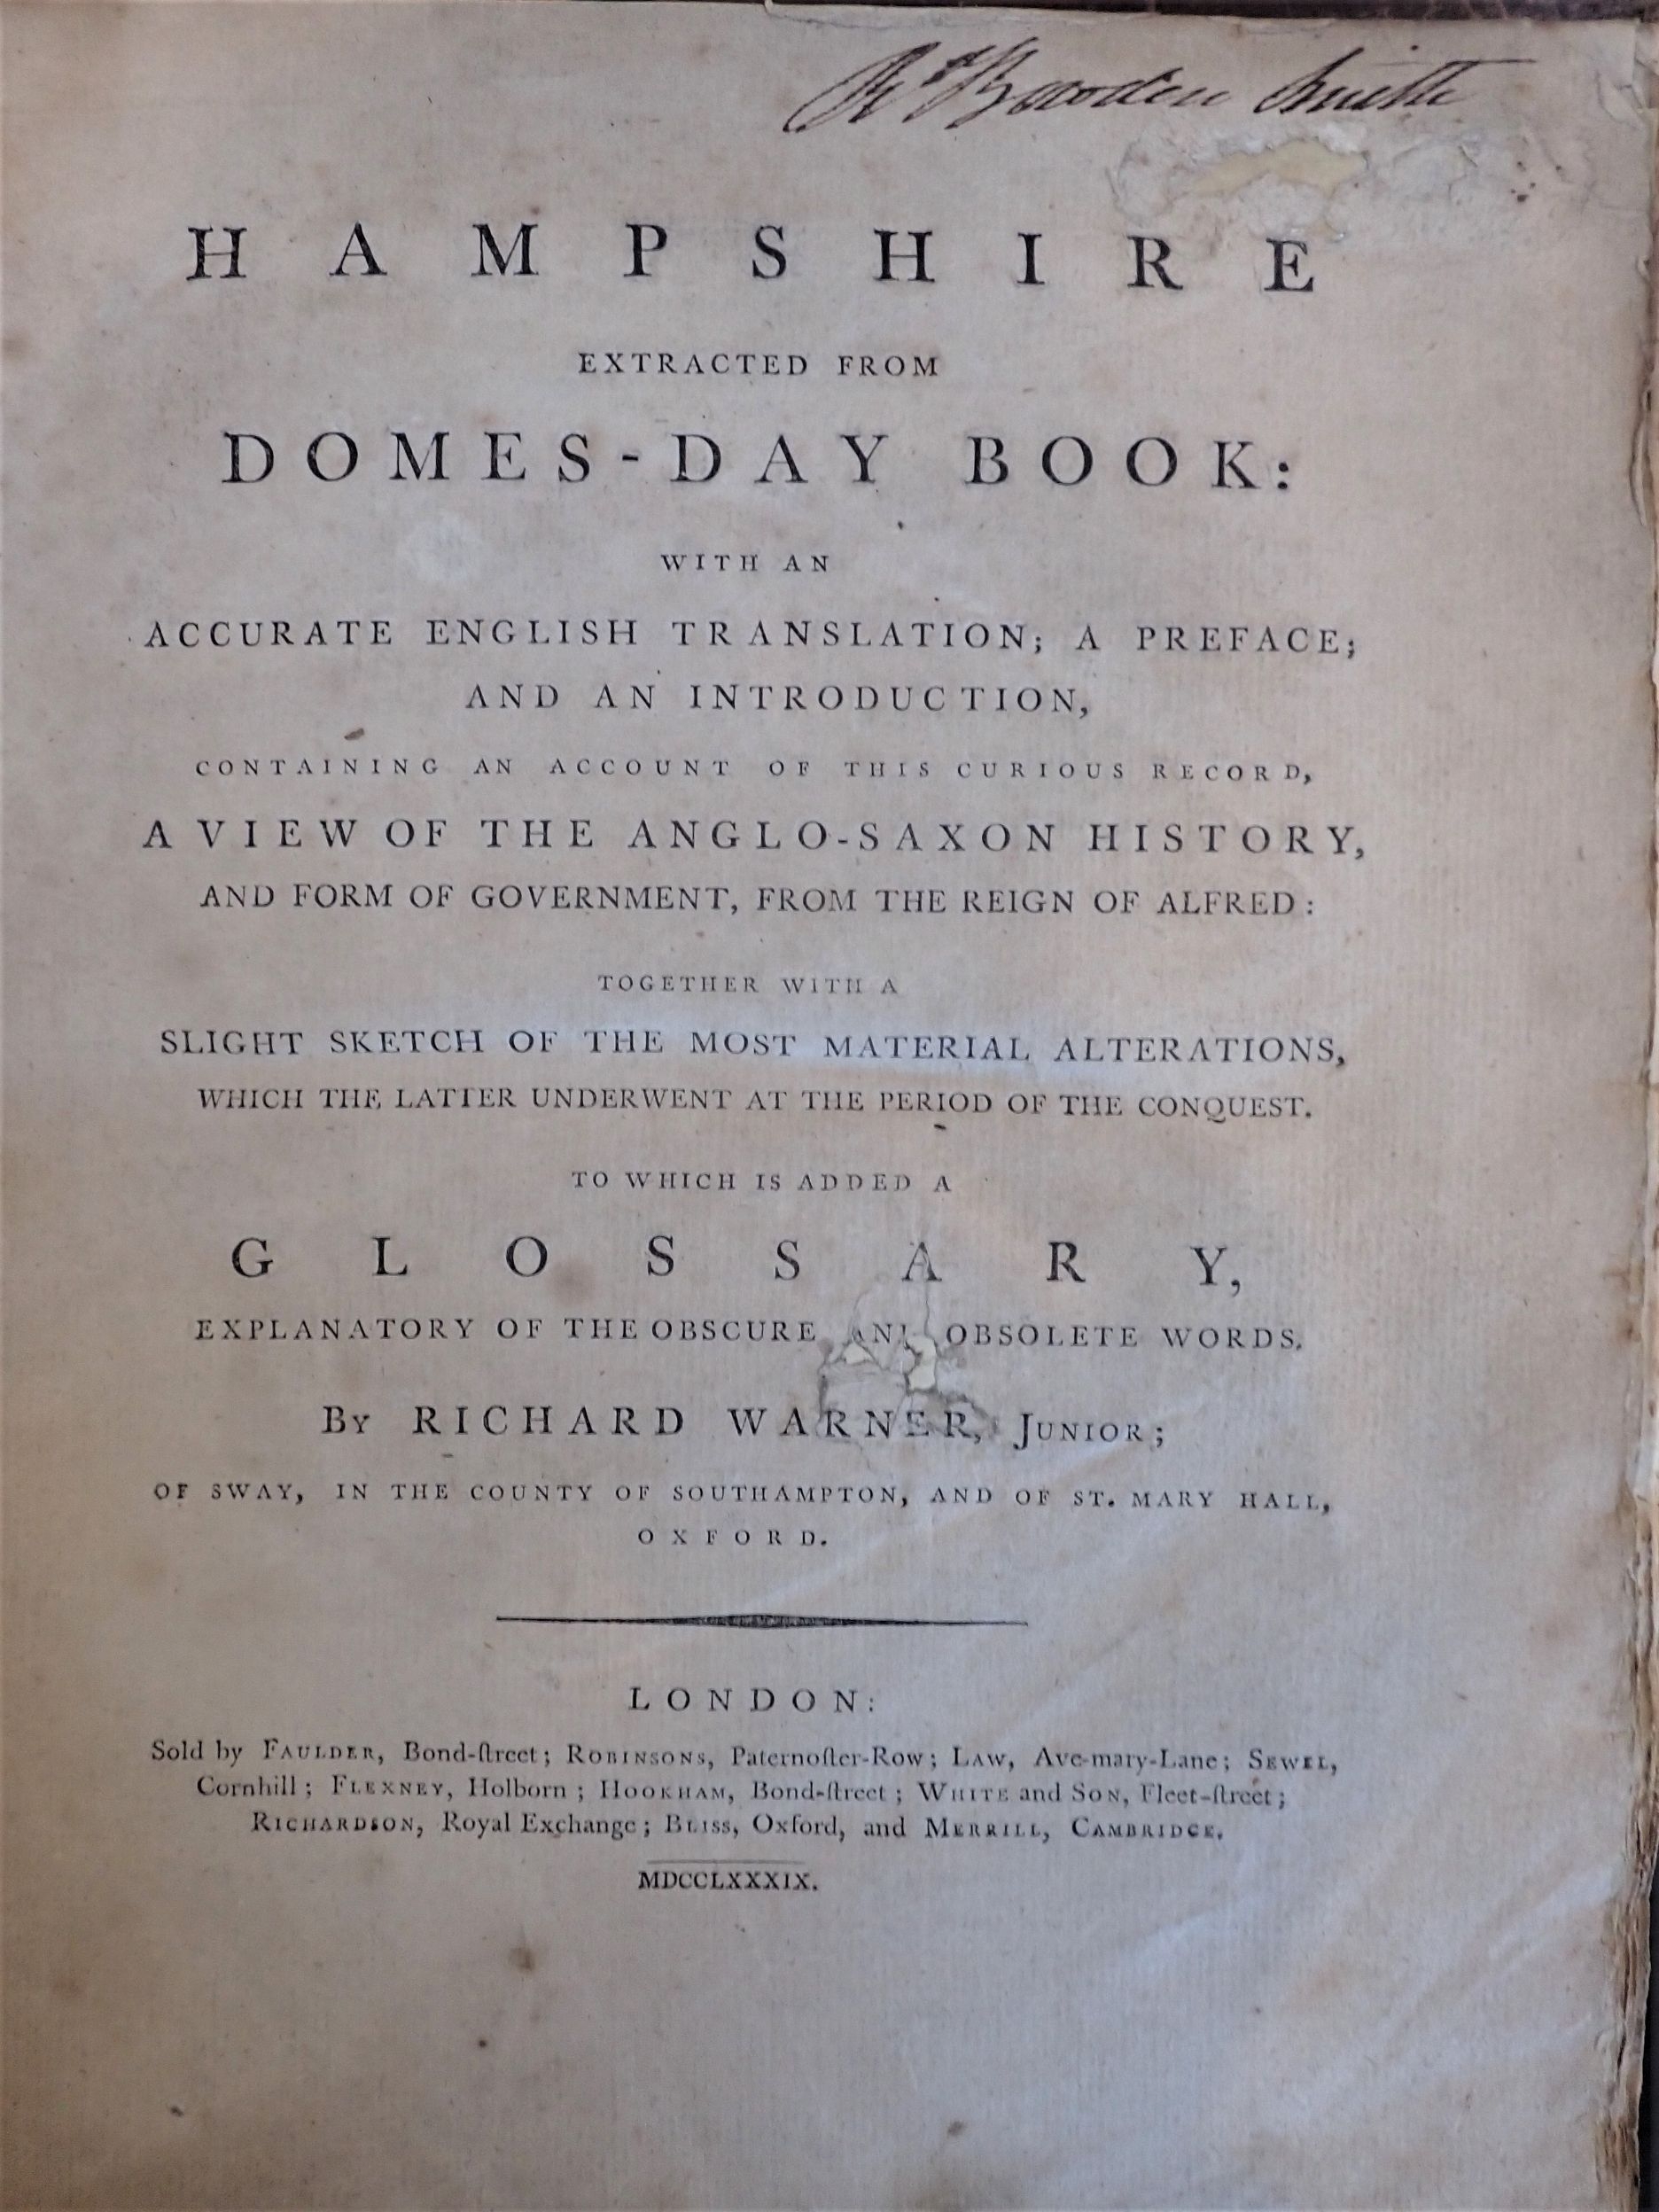 Smith
HAMPSHIRE
EXTRACTED FROM
DOMES-DAY BOOK:
WITH AN
ACCURATE ENGLISH TRANSLATION; A PREFACE;
AND AN INTRODUCTION,
CONTAINING AN ACCOUNT OF THIS CURIOUS RECORD,
A VIEW OF THE ANGLO-SAXON HISTORY,
AND FORM OF GOVERNMENT, FROM THE REIGN OF ALFRED:
TOGETHER WITH A
SLIGHT SKETCH OF THE MOST MATERIAL ALTERATIONS,
WHICH THE LATTER UNDERWENT AT THE PERIOD OF THE CONQUEST.
TO WHICH IS ADDED A
GLOSSARY,
EXPLANATORY OF THE OBSCURE AND OBSOLETE WORDS.
By RICHARD WARNER, Junior;
OF SWAY, IN THE COUNTY OF SOUTHAMPTON, AND OF ST. MARY HALL,
OXFORD.
LONDON:
Sold by FAULDER, Bond-ſtreet; ROBINSONS, Paternoſter-Row; LAW, Ave-mary-Lane; SEWEL,
Cornhill; FLEXNEY, Holborn; HOOKHAM, Bond-ſtreet; WHITE and SON, Fleet-ſtreet;
RICHARDSON, Royal Exchange; BLISS, Oxford, and MERRILL, CAMBRIDGE.
MDCCLXXXIX.